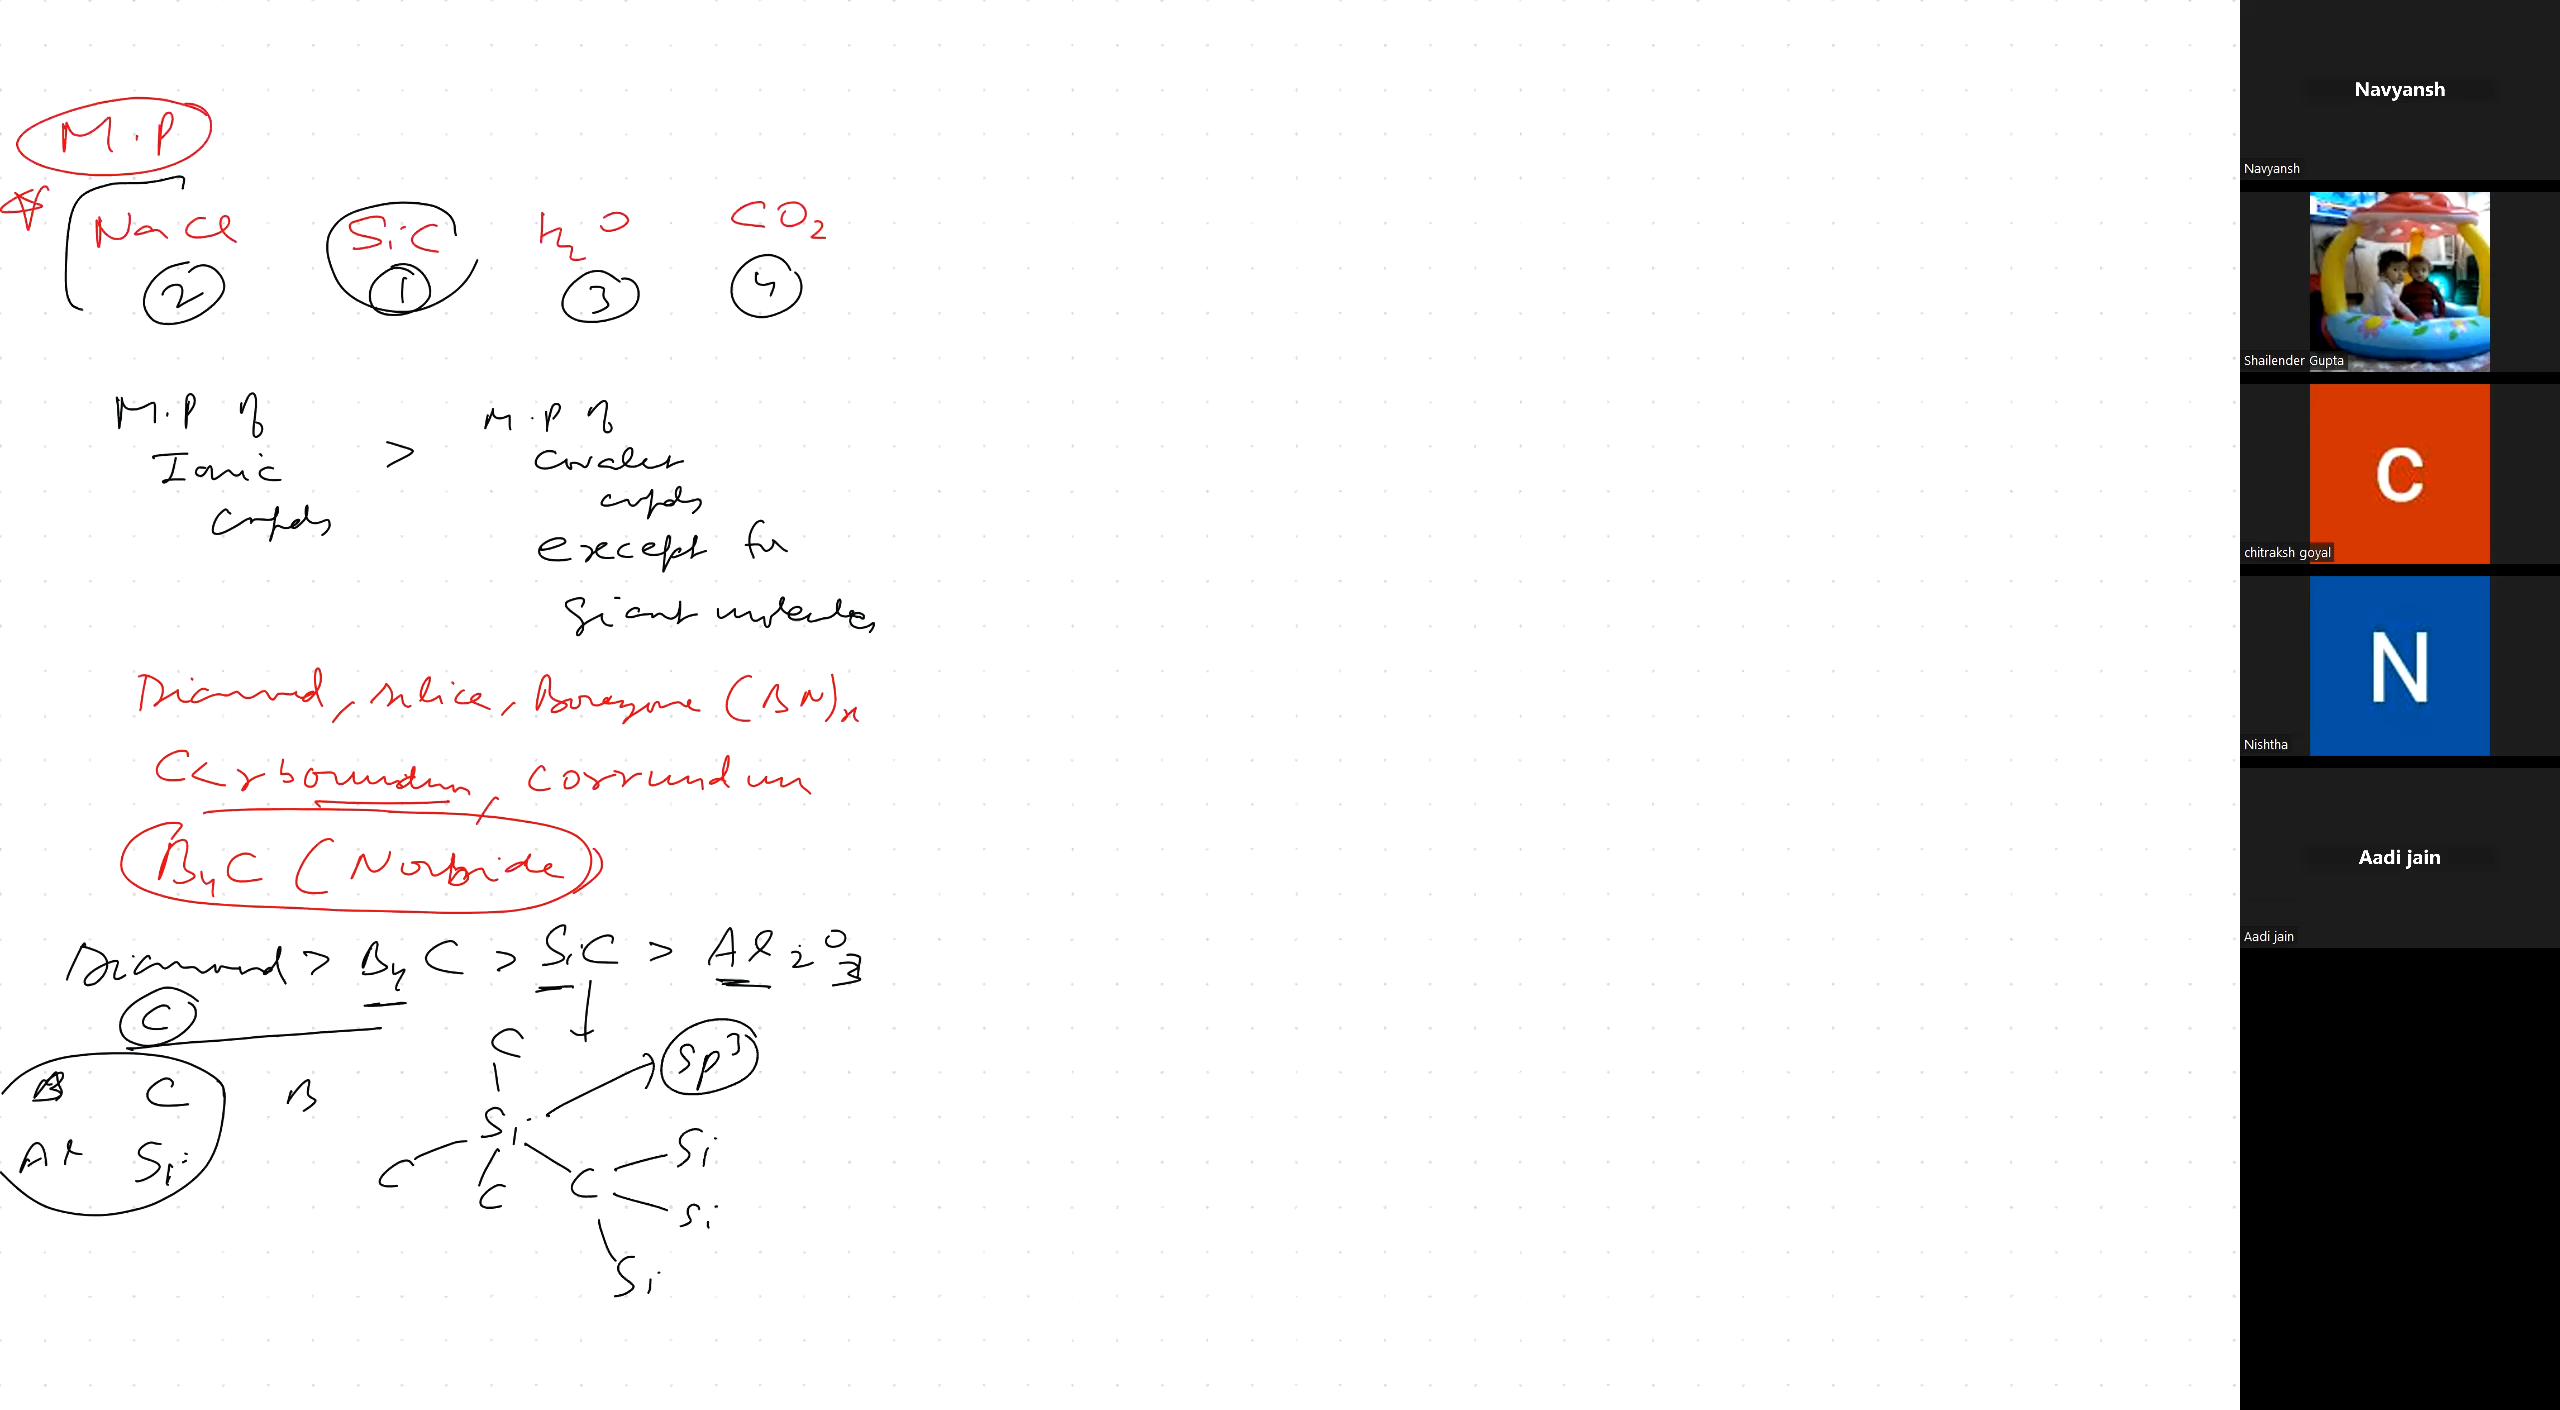 M.P
NaCl SiC H2O CO2
2 1 3 4
M.P of > M.P of
Ionic covalent
cmpds cmpds
except for
giant molecules
Diamond, silica, Borazone (BN)x
Carborundum, corrundum
B4C (Norbide)
Diamond > B4C > SiC > Al2O3
C
C sp3
B C B
Si
Al Si C C C Si
Si
Si
Navyansh
Navyansh
Shailender Gupta
C
chitraksh goyal
N
Nishtha
Aadi jain
Aadi jain